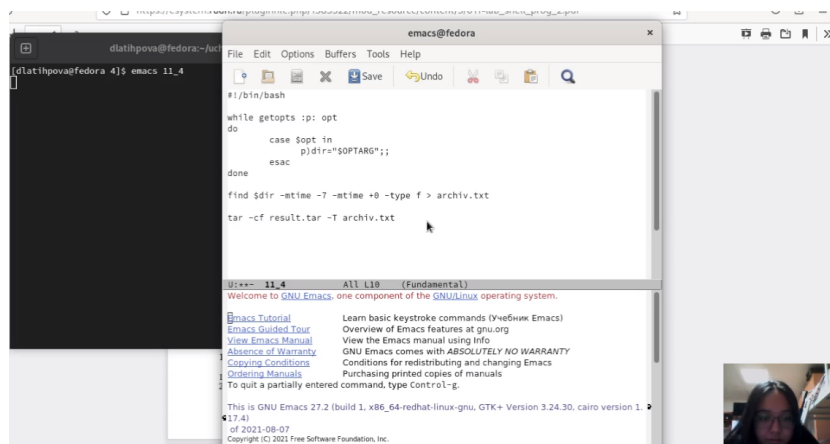 emacs@fedora
dlatihpova@fedora:~/uch
File Edit Options Buffers Tools Help
[dlatihpova@fedora 4]$ emacs 11_4
Save Undo
#!/bin/bash
while getopts :p: opt
do
case $opt in
p)dir="$OPTARG";;
esac
done
find $dir -mtime -7 -mtime +0 -type f > archiv.txt
tar -cf result.tar -T archiv.txt
U:**- 11_4 All L10 (Fundamental)
Welcome to GNU Emacs, one component of the GNU/Linux operating system.
Emacs Tutorial Learn basic keystroke commands (Учебник Emacs)
Emacs Guided Tour Overview of Emacs features at gnu.org
View Emacs Manual View the Emacs manual using Info
Absence of Warranty GNU Emacs comes with ABSOLUTELY NO WARRANTY
Copying Conditions Conditions for redistributing and changing Emacs
Ordering Manuals Purchasing printed copies of manuals
To quit a partially entered command, type Control-g.
This is GNU Emacs 27.2 (build 1, x86_64-redhat-linux-gnu, GTK+ Version 3.24.30, cairo version 1.
17.4)
of 2021-08-07
Copyright (C) 2021 Free Software Foundation, Inc.